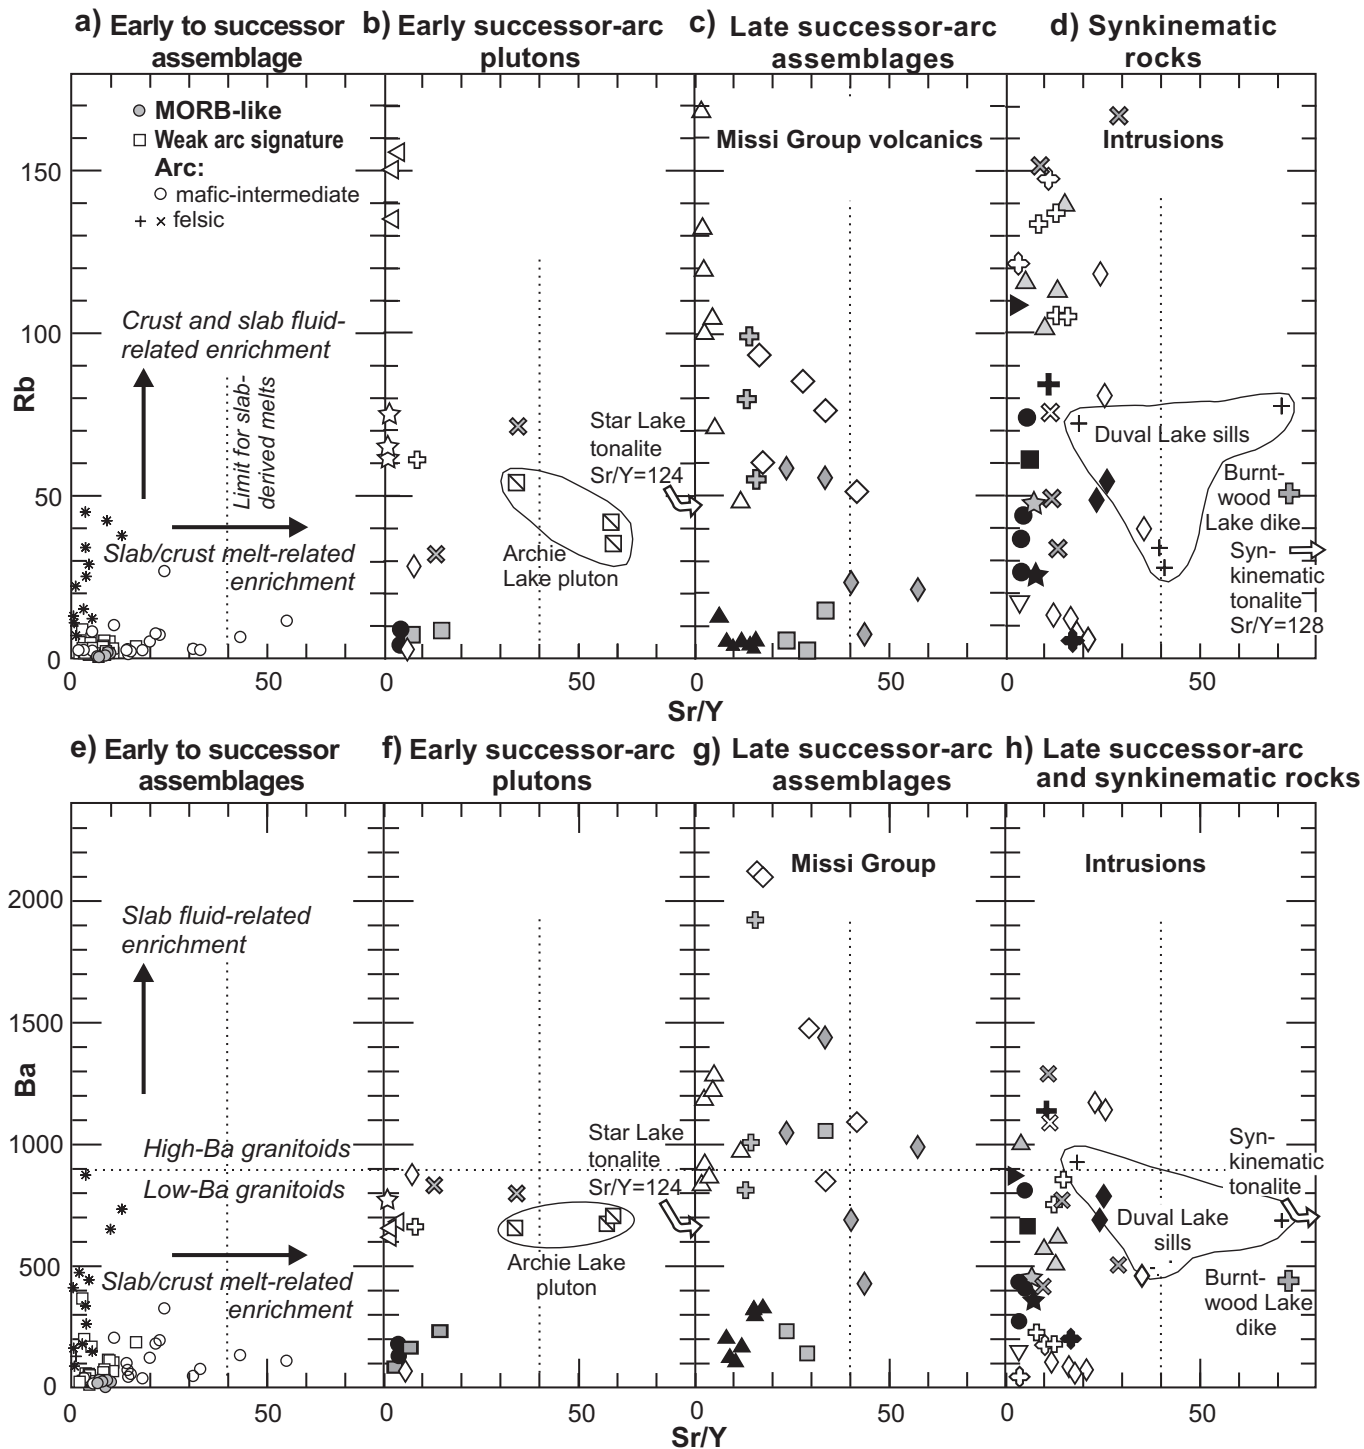 a) Early to successor
assemblage
b) Early successor-arc
plutons
c) Late successor-arc
assemblages
d) Synkinematic
rocks
MORB-like
Weak arc signature
Arc:
mafic-intermediate
felsic
Crust and slab fluid-
related enrichment
Limit for slab-
derived melts
Slab/crust melt-related
enrichment
Rb
150
100
50
0
Star Lake
tonalite
Sr/Y=124
Archie
Lake pluton
Missi Group volcanics
Intrusions
Duval Lake sills
Burnt-
wood
Lake dike
Syn-
kinematic
tonalite
Sr/Y=128
0 50 0 50 0 50 0 50
Sr/Y
e) Early to successor
assemblages
f) Early successor-arc
plutons
g) Late successor-arc
assemblages
h) Late successor-arc
and synkinematic rocks
Ba
2000
1500
1000
500
0
Slab fluid-related
enrichment
High-Ba granitoids
Low-Ba granitoids
Slab/crust melt-related
enrichment
Star Lake
tonalite
Sr/Y=124
Archie Lake
pluton
Missi Group
Intrusions
Syn-
kinematic
tonalite
Duval Lake
sills
Burnt-
wood Lake
dike
0 50 0 50 0 50 0 50
Sr/Y